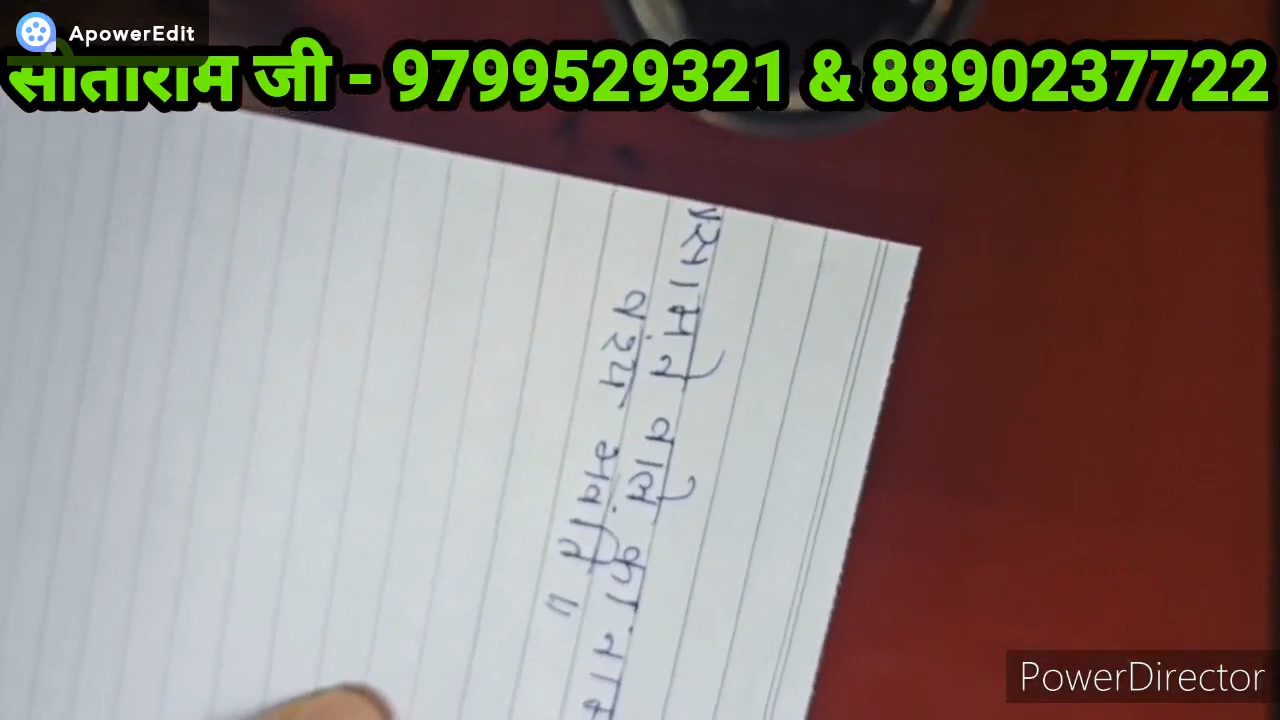 ApowerEdit
सीताराम जी - 9799529321 & 8890237722
सामने वाले का नाम
वश्य भवति ॥
PowerDirector